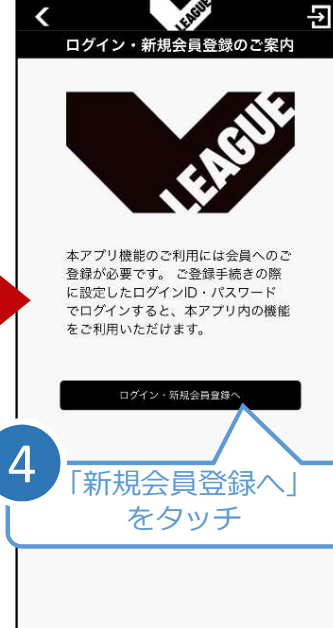 LEAGUE
ログイン・新規会員登録のご案内
LEAGUE
本アプリ機能のご利用には会員へのご
登録が必要です。 ご登録手続きの際
に設定したログインID・パスワード
でログインすると、本アプリ内の機能
をご利用いただけます。
ログイン・新規会員登録へ
4
「新規会員登録へ」
をタッチ